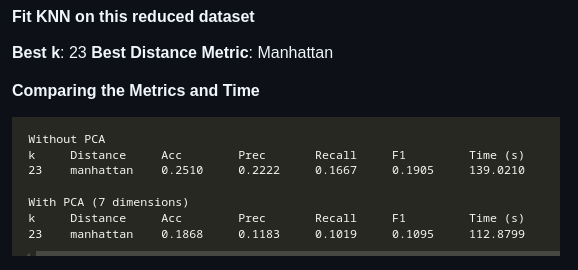 Fit KNN on this reduced dataset
Best k: 23 Best Distance Metric: Manhattan
Comparing the Metrics and Time
Without PCA
k Distance Acc Prec Recall F1 Time (s)
23 manhattan 0.2510 0.2222 0.1667 0.1905 139.0210
With PCA (7 dimensions)
k Distance Acc Prec Recall F1 Time (s)
23 manhattan 0.1868 0.1183 0.1019 0.1095 112.8799